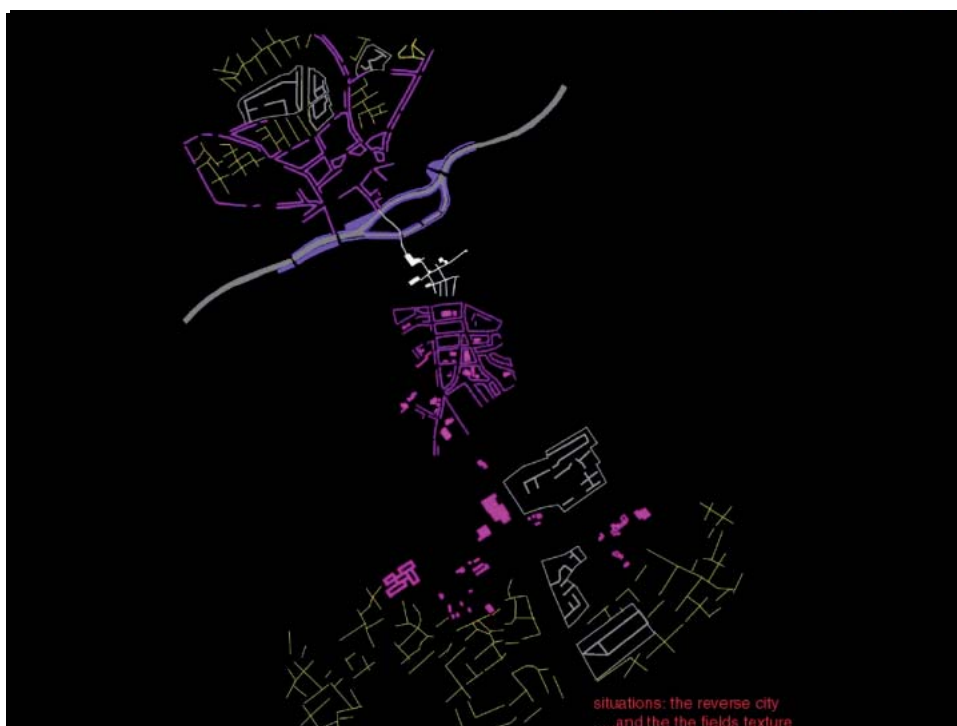 situations: the reverse city
and the the fields texture